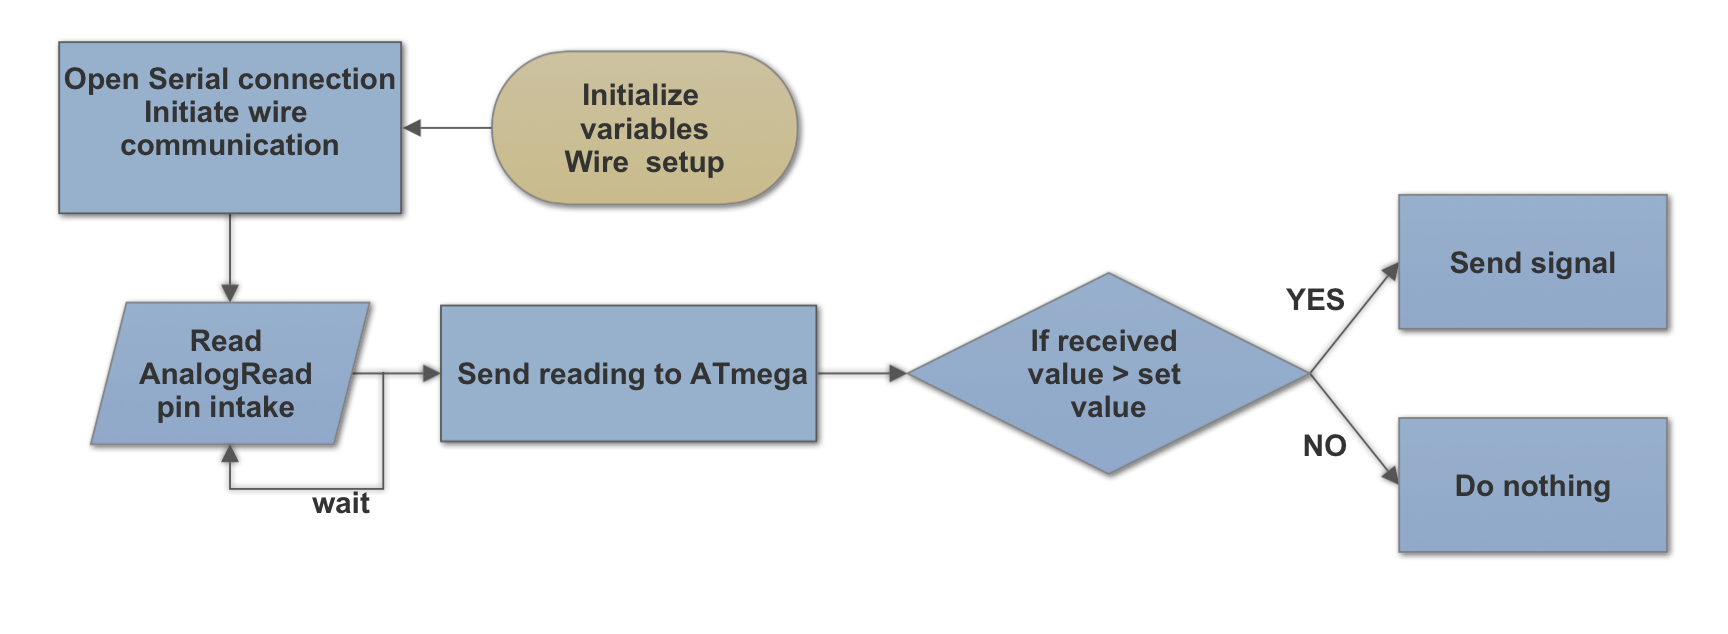 Open Serial connection
Initiate wire
communication
Initialize
variables
Wire  setup
Read
AnalogRead
pin intake
wait
Send reading to ATmega
If received
value > set
value
YES
NO
Send signal
Do nothing